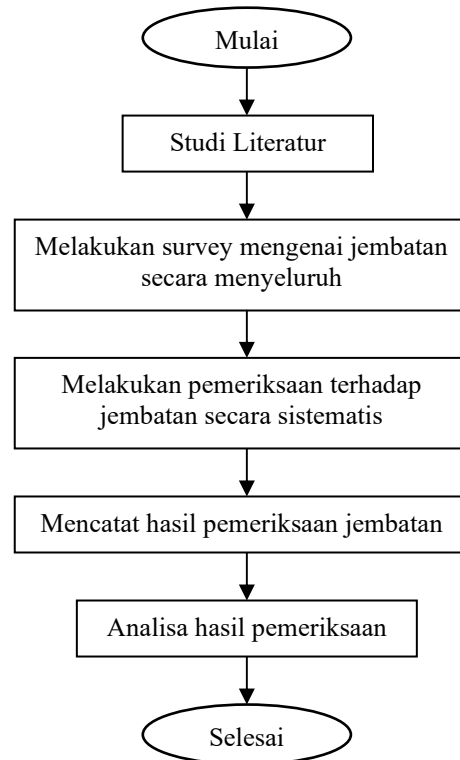 Mulai
Studi Literatur
Melakukan survey mengenai jembatan
secara menyeluruh
Melakukan pemeriksaan terhadap
jembatan secara sistematis
Mencatat hasil pemeriksaan jembatan
Analisa hasil pemeriksaan
Selesai